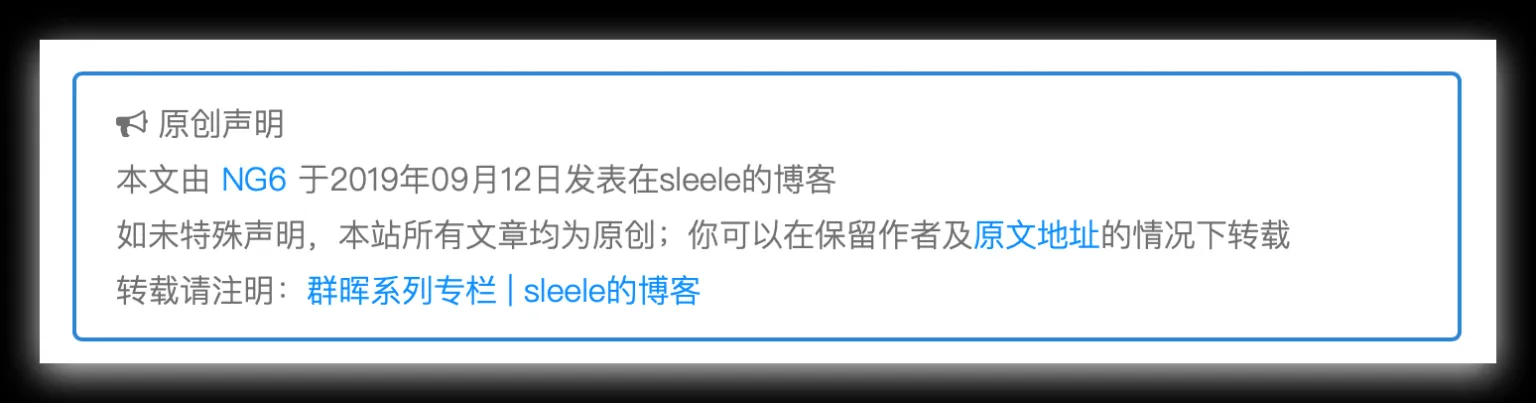 原创声明
本文由 NG6 于2019年09月12日发表在sleele的博客
如未特殊声明，本站所有文章均为原创；你可以在保留作者及原文地址的情况下转载
转载请注明：群晖系列专栏 | sleele的博客